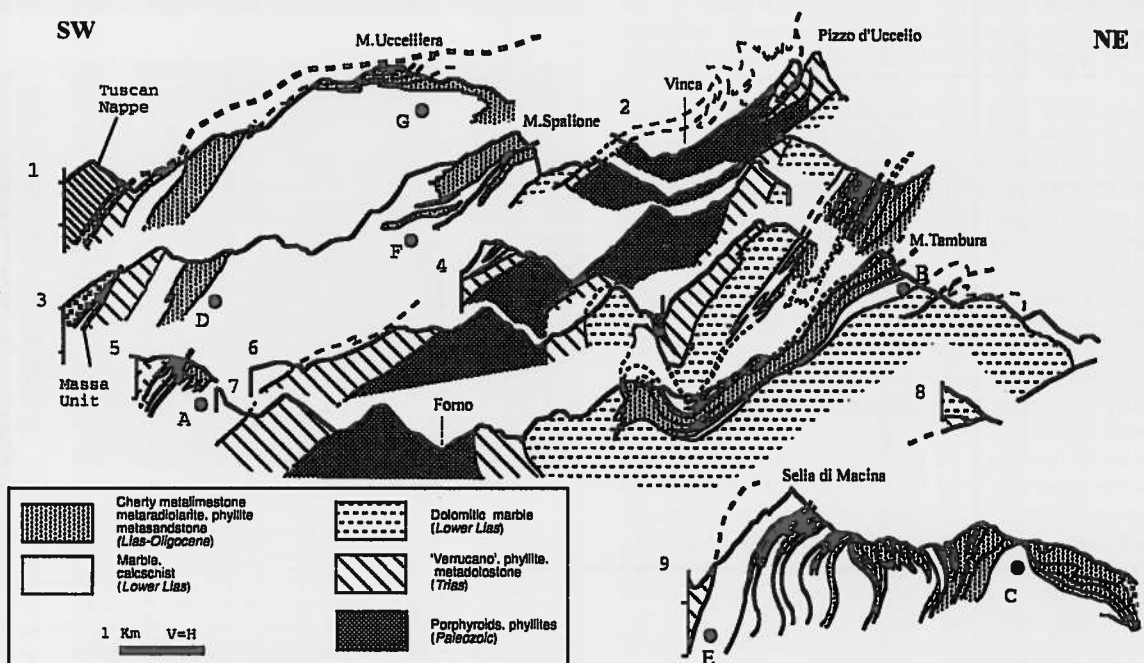 SW
M.Uccelliera
Pizzo d'Uccello
NE
Tuscan
Nappe
Vinca
2
G
M.Spallone
1
F
4
M.Tambura
B
3
D
5
6
Massa
Unit
7
A
Forno
8
Sella di Macina
9
C
E
Cherty metalimestone
metaradiolarite, phyllite
metasandstone
(Lias-Oligocene)
Marble,
calcschist
(Lower Lias)
1 Km V=H
Dolomitic marble
(Lower Lias)
'Verrucano', phyllite,
metadolostone
(Trias)
Porphyroids, phyllites
(Paleozoic)